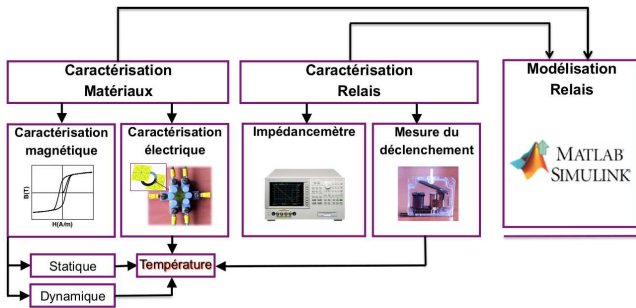 Caractérisation
Matériaux
Caractérisation
Relais
Modélisation
Relais
Caractérisation
magnétique
B(T)
H(A/m)
Caractérisation
électrique
Impédancemètre
Mesure du
déclenchement
MATLAB
SIMULINK
Statique
Température
Dynamique